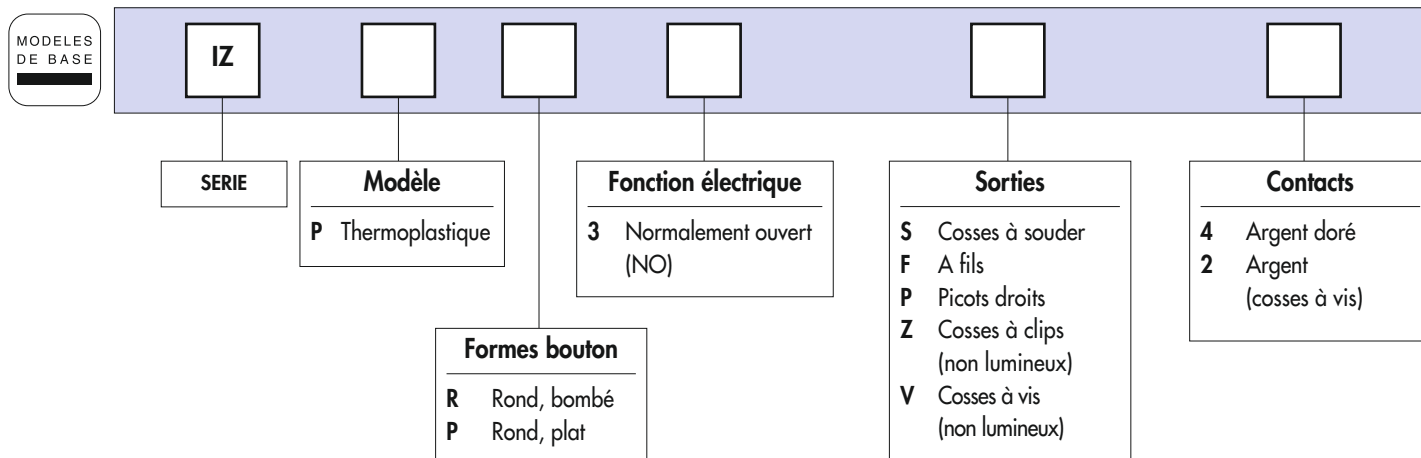 MODELES
DE BASE
IZ
SERIE
Modèle
P Thermoplastique
Formes bouton
R Rond, bombé
P Rond, plat
Fonction électrique
3 Normalement ouvert
(NO)
Sorties
S Cosses à souder
F A fils
P Picots droits
Z Cosses à clips
(non lumineux)
V Cosses à vis
(non lumineux)
Contacts
4 Argent doré
2 Argent
(cosses à vis)